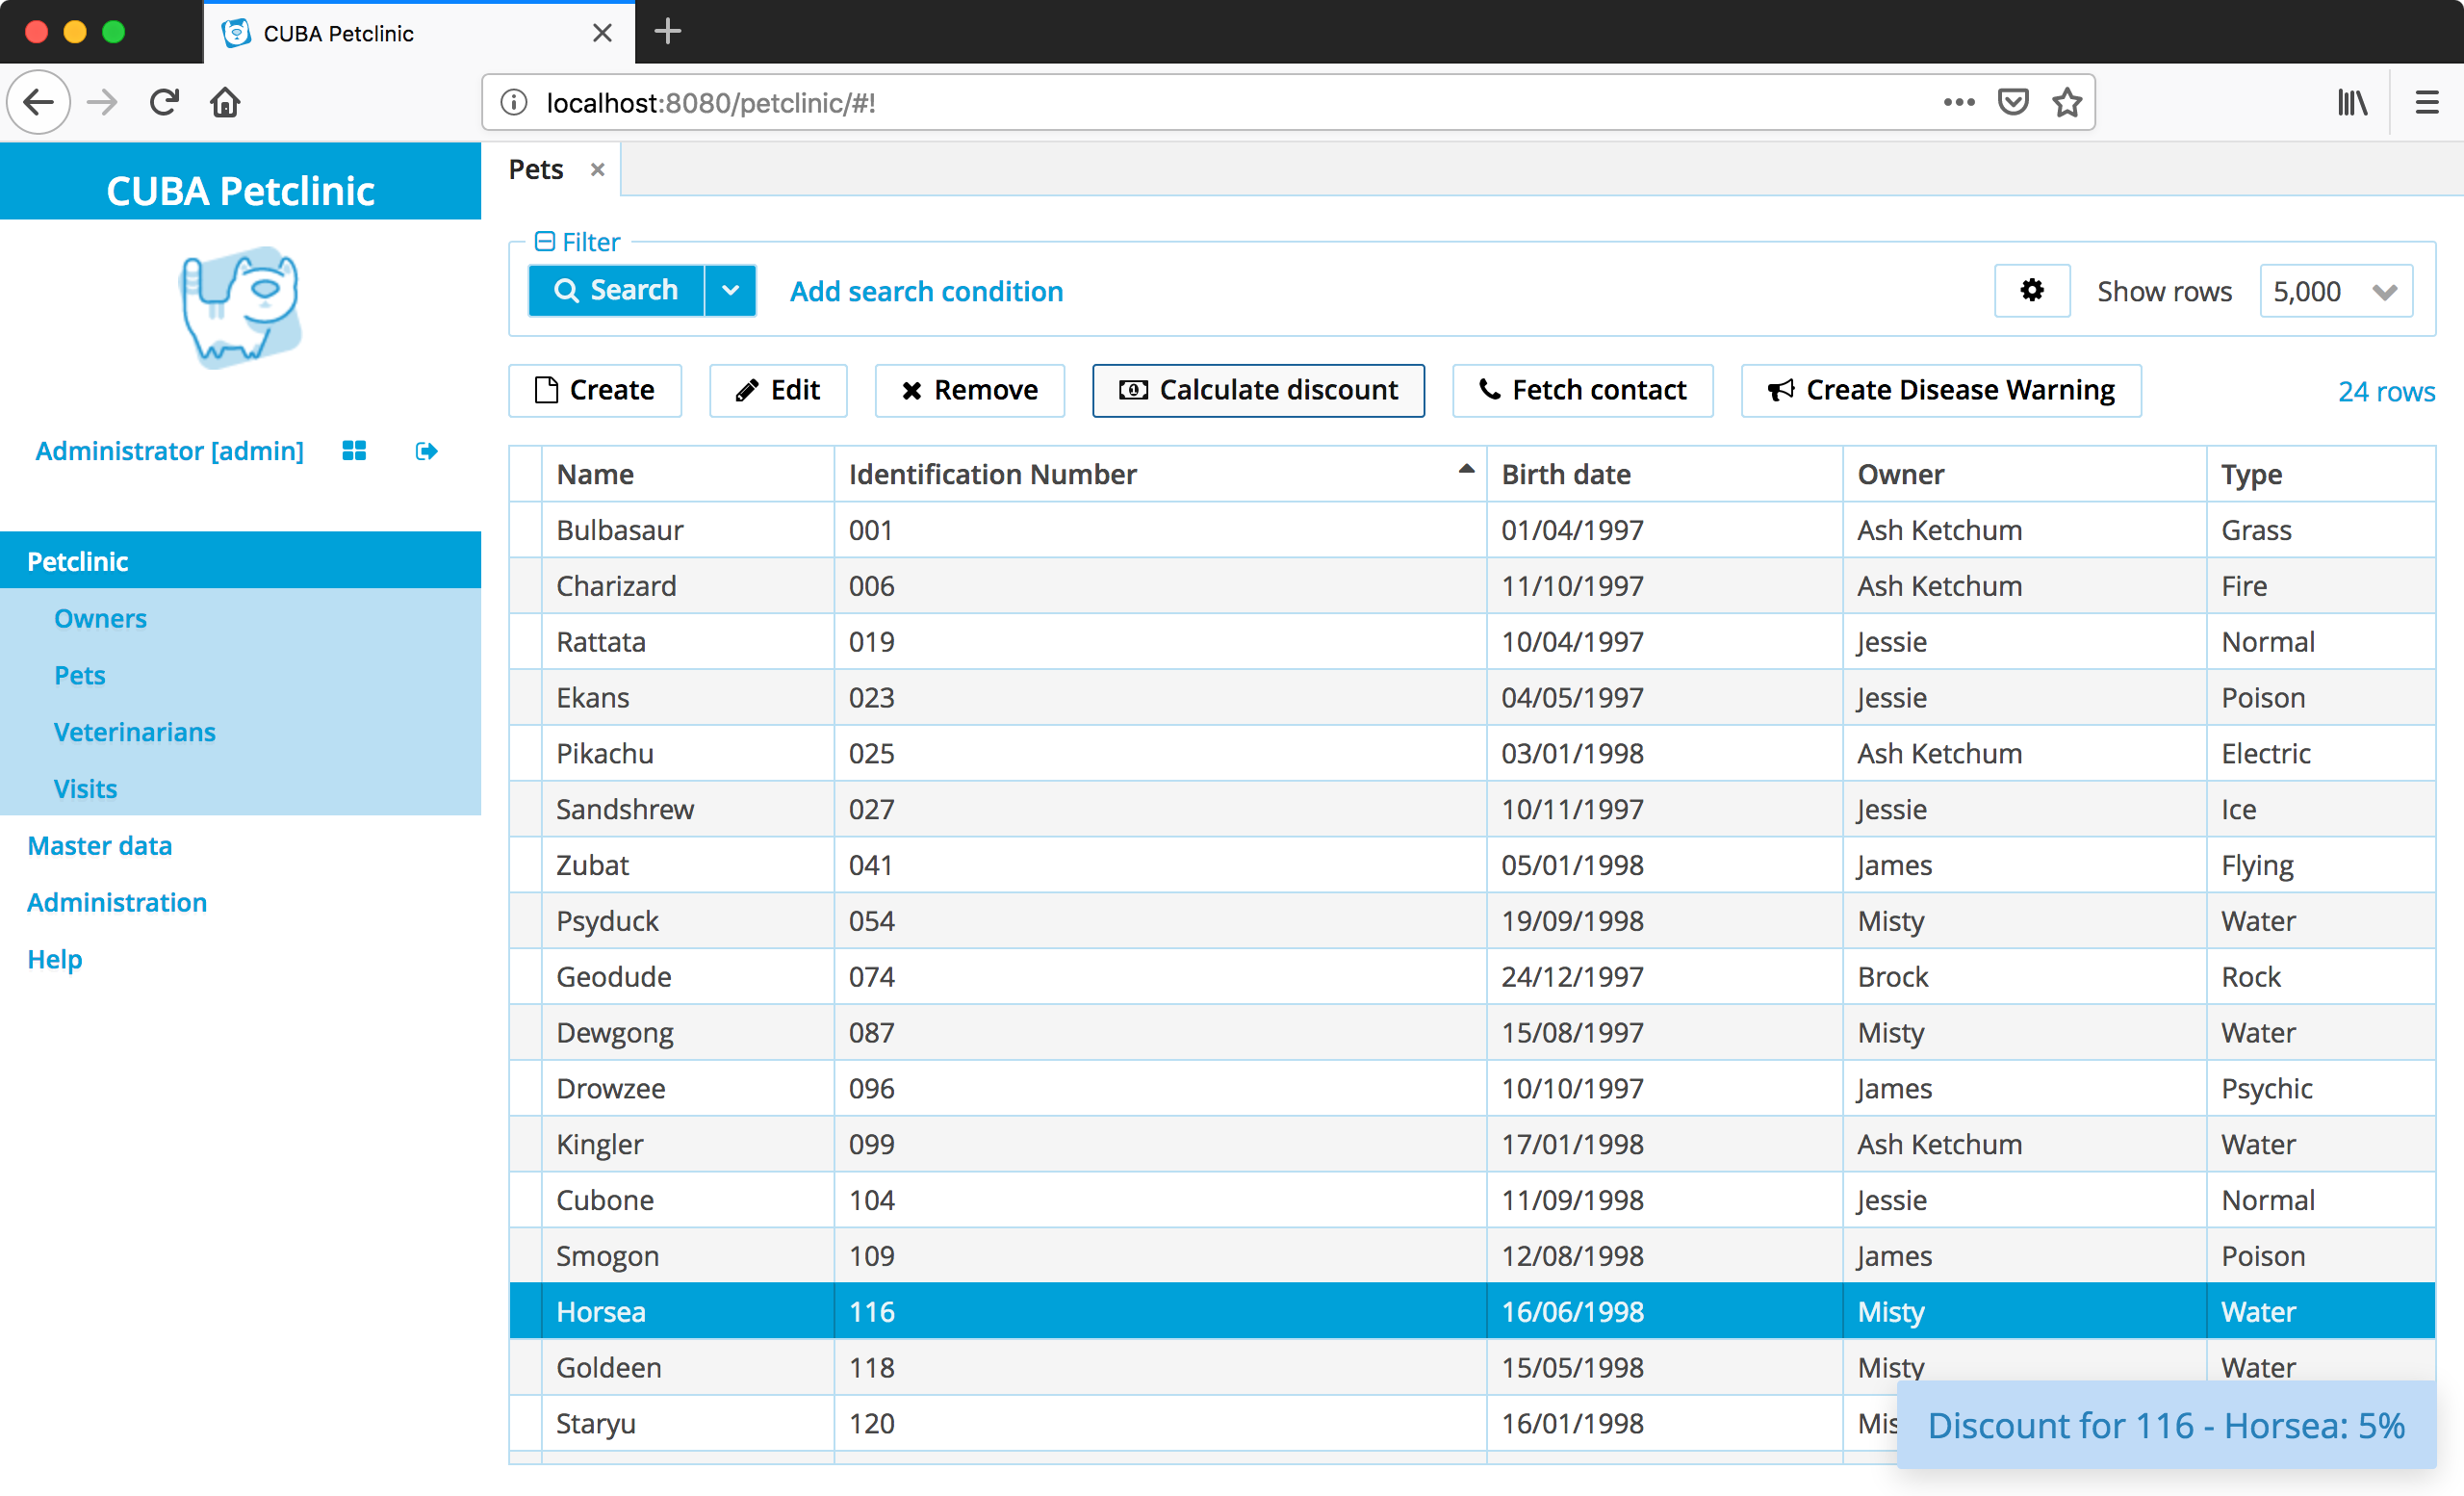 CUBA Petclinic
localhost:8080/petclinic/#!
CUBA Petclinic
Administrator [admin]
Petclinic
Owners
Pets
Veterinarians
Visits
Master data
Administration
Help
Pets
Filter
Search Add search condition Show rows 5,000
Create Edit Remove Calculate discount Fetch contact Create Disease Warning 24 rows
Name Identification Number Birth date Owner Type
Bulbasaur 001 01/04/1997 Ash Ketchum Grass
Charizard 006 11/10/1997 Ash Ketchum Fire
Rattata 019 10/04/1997 Jessie Normal
Ekans 023 04/05/1997 Jessie Poison
Pikachu 025 03/01/1998 Ash Ketchum Electric
Sandshrew 027 10/11/1997 Jessie Ice
Zubat 041 05/01/1998 James Flying
Psyduck 054 19/09/1998 Misty Water
Geodude 074 24/12/1997 Brock Rock
Dewgong 087 15/08/1997 Misty Water
Drowzee 096 10/10/1997 James Psychic
Kingler 099 17/01/1998 Ash Ketchum Water
Cubone 104 11/09/1998 Jessie Normal
Smogon 109 12/08/1998 James Poison
Horsea 116 16/06/1998 Misty Water
Goldeen 118 15/05/1998 Misty Water
Staryu 120 16/01/1998
Discount for 116 - Horsea: 5%